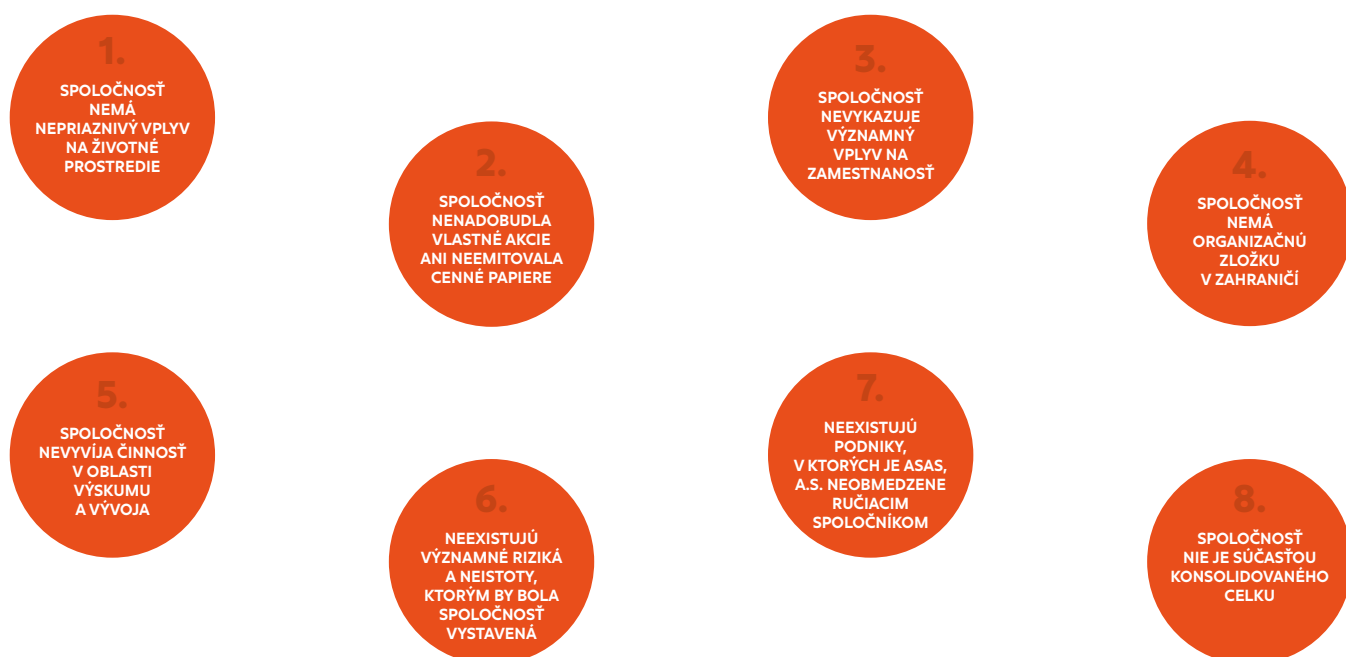 1.
SPOLOČNOSŤ
NEMÁ
NEPRIAZNIVÝ VPLYV
NA ŽIVOTNÉ
PROSTREDIE
2.
SPOLOČNOSŤ
NENADOBUDLA
VLASTNÉ AKCIE
ANI NEEMITOVALA
CENNÉ PAPIERE
3.
SPOLOČNOSŤ
NEVYKAZUJE
VÝZNAMNÝ
VPLYV NA
ZAMESTNANOSŤ
4.
SPOLOČNOSŤ
NEMÁ
ORGANIZAČNÚ
ZLOŽKU
V ZAHRANIČÍ
5.
SPOLOČNOSŤ
NEVYVÍJA ČINNOSŤ
V OBLASTI
VÝSKUMU
A VÝVOJA
6.
NEEXISTUJÚ
VÝZNAMNÉ RIZIKÁ
A NEISTOTY,
KTORÝM BY BOLA
SPOLOČNOSŤ
VYSTAVENÁ
7.
NEEXISTUJÚ
PODNIKY,
V KTORÝCH JE ASAS,
A.S. NEOBMEDZENE
RUČIACIM
SPOLOČNÍKOM
8.
SPOLOČNOSŤ
NIE JE SÚČASŤOU
KONSOLIDOVANÉHO
CELKU